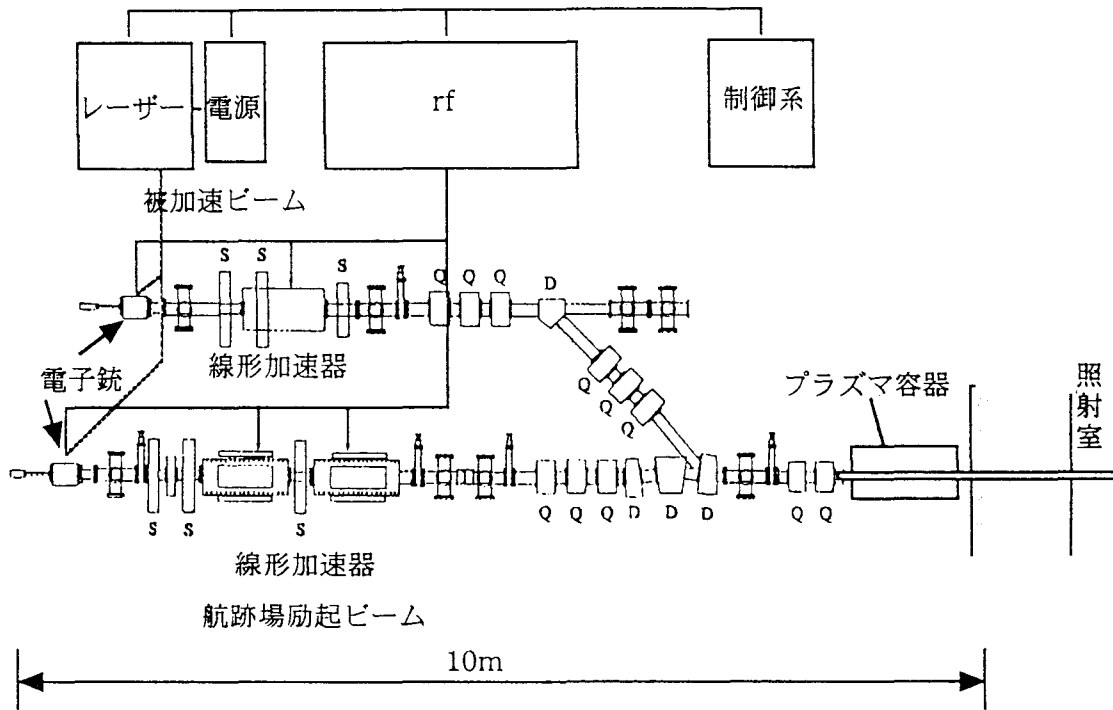 レーザー 電源
rf
制御系
被加速ビーム
S S S Q Q Q D
線形加速器
電子銃
Q
Q
Q
プラズマ容器
照射室
S S S Q Q Q D D D Q Q
線形加速器
航跡場励起ビーム
10m